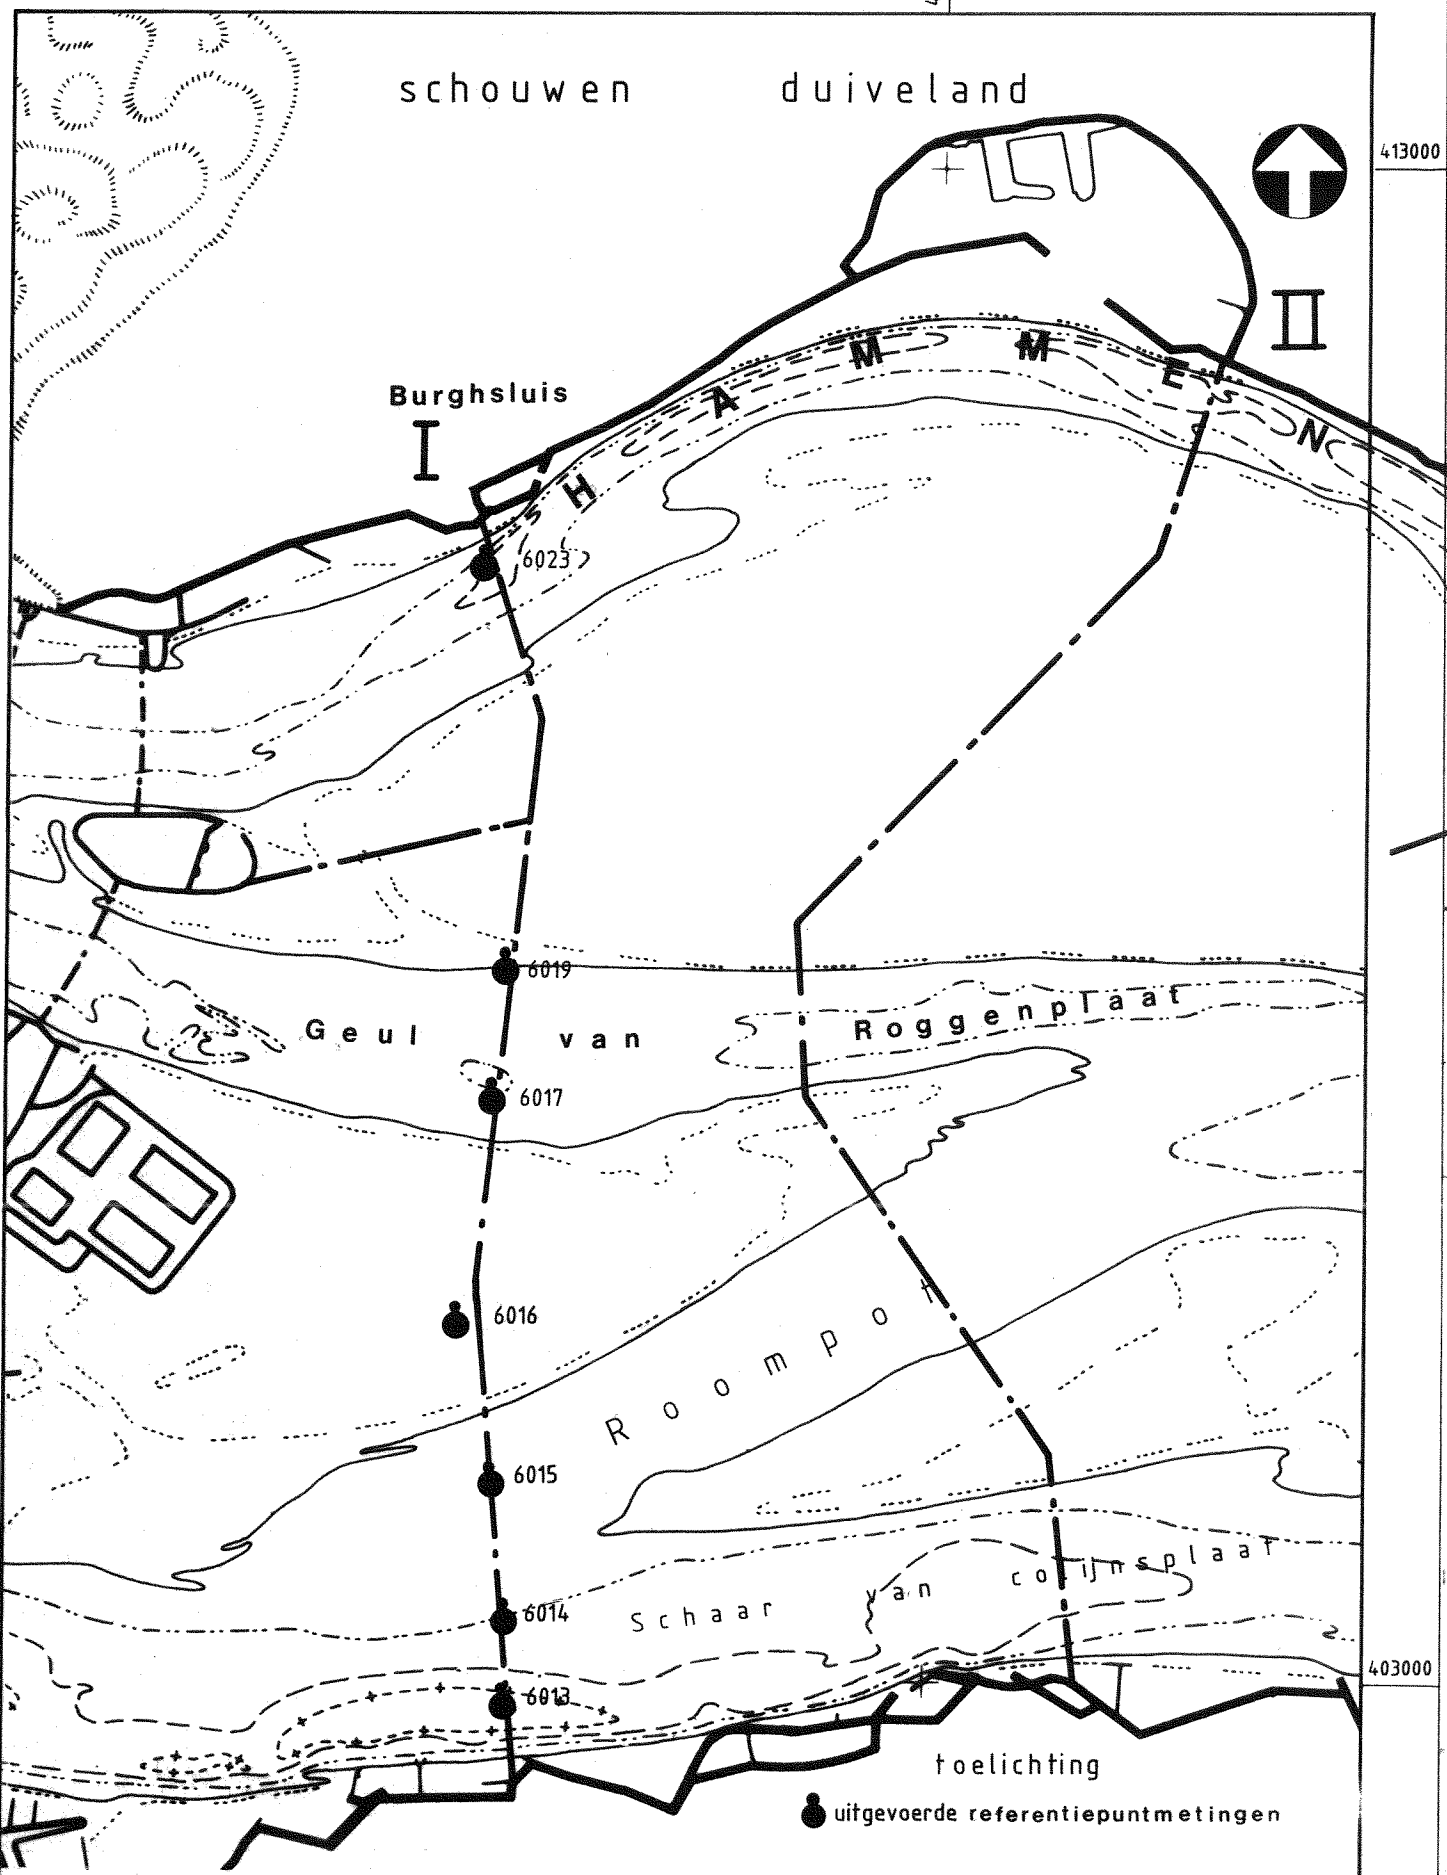 schouwen duiveland
413000
II
HAMMEN
Burghsluis
I
6023
6019
Geul van Roggenplaat
6017
6016
Roompot
6015
6014
Schaar van colijnsplaat
6013
403000
toelichting
uitgevoerde referentiepuntmetingen